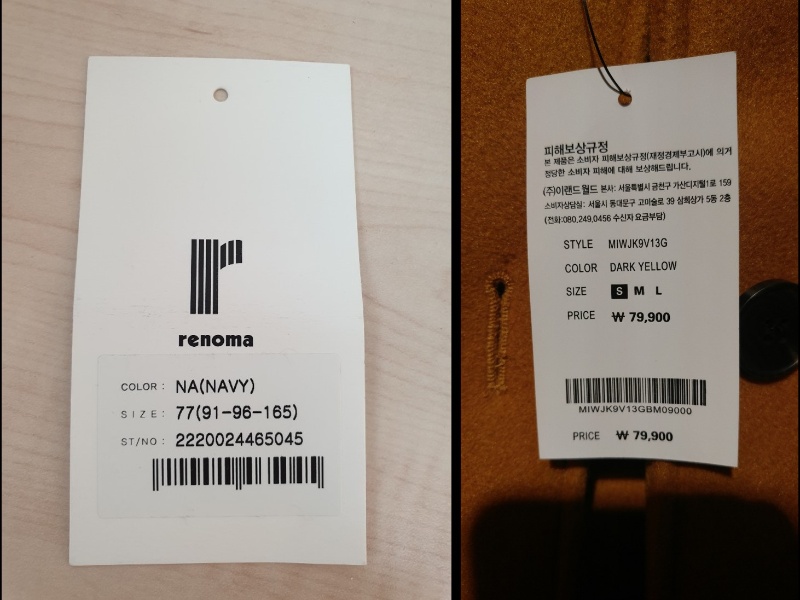 renoma
COLOR : NA(NAVY)
SIZE : 77(91-96-165)
ST/NO : 2220024465045
피해보상규정
본 제품은 소비자 피해보상규정(재정경제부고시)에 의거
정당한 소비자 피해에 대해 보상해드립니다.
(주)이랜드월드 본사: 서울특별시 금천구 가산디지털1로 159
소비자상담실: 서울시 동대문구 고미술로 39 삼희상가 5동 2층
(전화:080,249,0456 수신자 요금부담)
STYLE MIWJK9V13G
COLOR DARK YELLOW
SIZE S M L
PRICE ₩ 79,900
MIWJK9V13GBM09000
PRICE ₩ 79,900